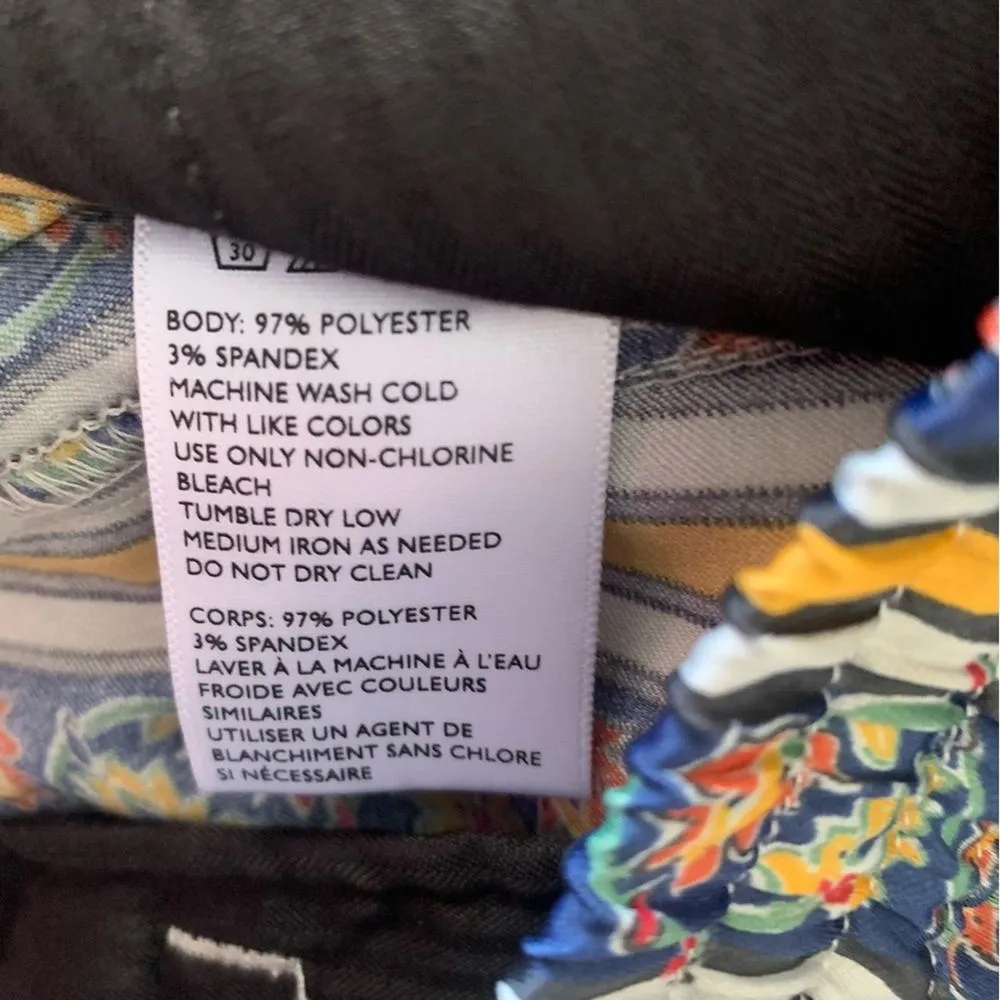 30
BODY: 97% POLYESTER
3% SPANDEX
MACHINE WASH COLD
WITH LIKE COLORS
USE ONLY NON-CHLORINE
BLEACH
TUMBLE DRY LOW
MEDIUM IRON AS NEEDED
DO NOT DRY CLEAN
CORPS: 97% POLYESTER
3% SPANDEX
LAVER À LA MACHINE À L'EAU
FROIDE AVEC COULEURS
SIMILAIRES
UTILISER UN AGENT DE
BLANCHIMENT SANS CHLORE
SI NÉCESSAIRE